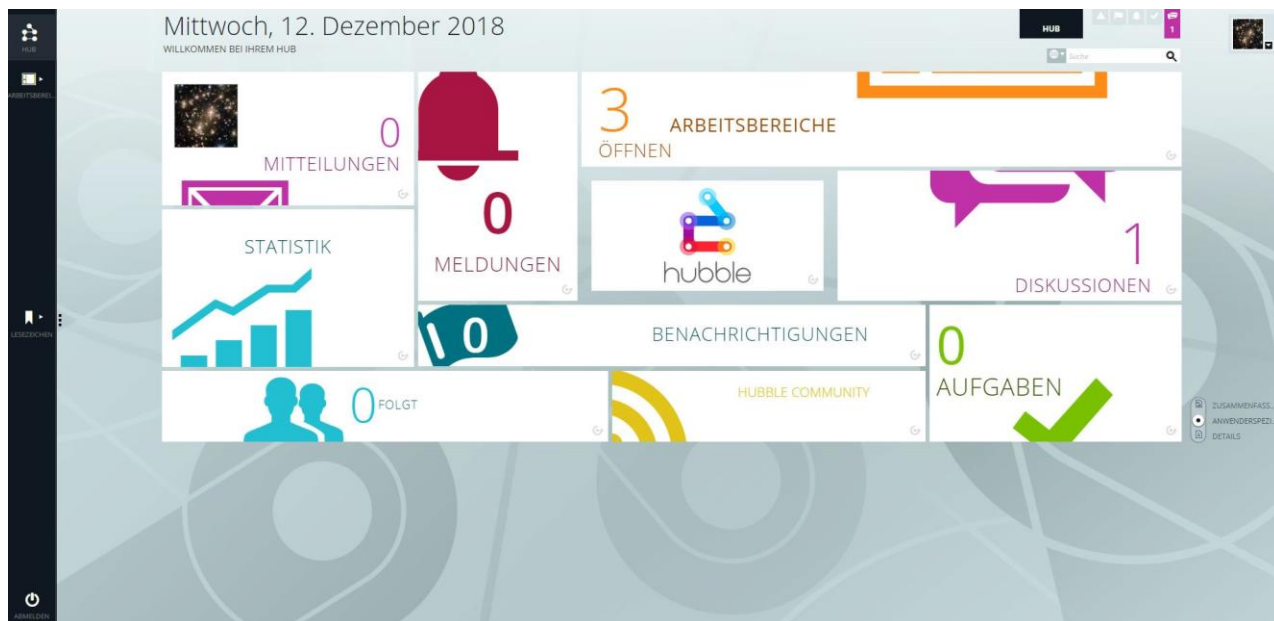 Mittwoch, 12. Dezember 2018
WILLKOMMEN BEI IHREM HUB
HUB
1
Suche
HUB
ARBEITSBEREI...
LESEZEICHEN
ABMELDEN
0
MITTEILUNGEN
0
MELDUNGEN
3
ARBEITSBEREICHE
ÖFFNEN
STATISTIK
hubble
1
DISKUSSIONEN
0
BENACHRICHTIGUNGEN
0
AUFGABEN
0 FOLGT
HUBBLE COMMUNITY
ZUSAMMENFASS...
ANWENDERSPEZI...
DETAILS